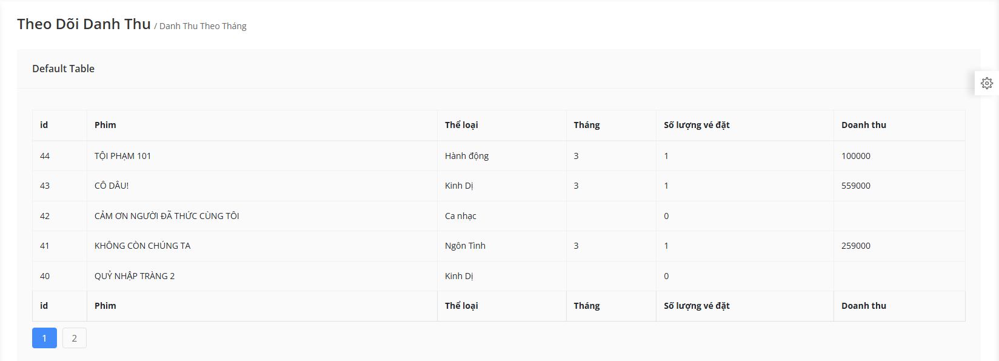 Theo Dõi Danh Thu / Danh Thu Theo Tháng
Default Table
id Phim Thể loại Tháng Số lượng vé đặt Doanh thu
44 TỘI PHẠM 101 Hành động 3 1 100000
43 CÔ DÂU! Kinh Dị 3 1 559000
42 CẢM ƠN NGƯỜI ĐÃ THỨC CÙNG TÔI Ca nhạc 0
41 KHÔNG CÒN CHÚNG TA Ngôn Tình 3 1 259000
40 QUỶ NHẬP TRÀNG 2 Kinh Dị 0
id Phim Thể loại Tháng Số lượng vé đặt Doanh thu
1 2